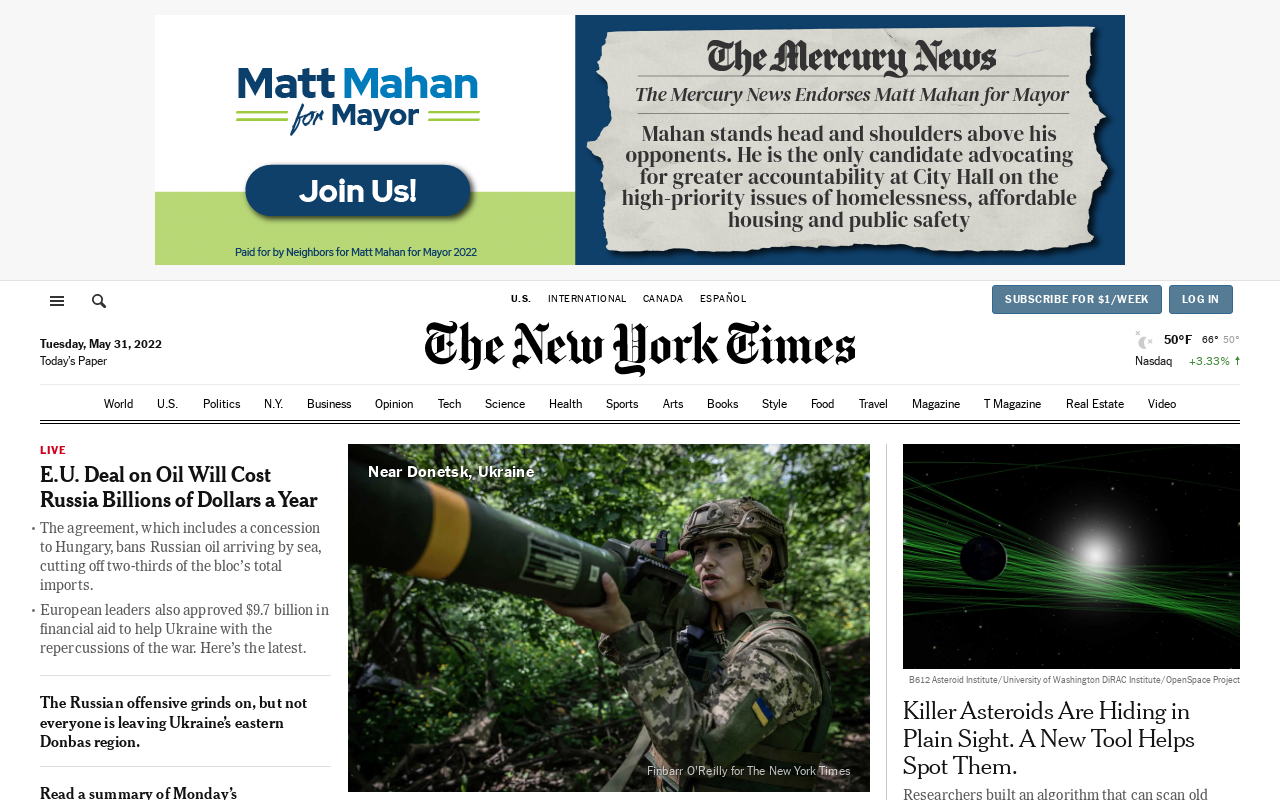 Matt Mahan
for Mayor
Join Us!
Paid for by Neighbors for Matt Mahan for Mayor 2022
The Mercury News
The Mercury News Endorses Matt Mahan for Mayor
Mahan stands head and shoulders above his
opponents. He is the only candidate advocating
for greater accountability at City Hall on the
high-priority issues of homelessness, affordable
housing and public safety
U.S. INTERNATIONAL CANADA ESPAÑOL
SUBSCRIBE FOR $1/WEEK
LOG IN
Tuesday, May 31, 2022
Today's Paper
The New York Times
50°F 66° 50°
Nasdaq +3.33% ↑
World U.S. Politics N.Y. Business Opinion Tech Science Health Sports Arts Books Style Food Travel Magazine T Magazine Real Estate Video
LIVE
E.U. Deal on Oil Will Cost
Russia Billions of Dollars a Year
• The agreement, which includes a concession
to Hungary, bans Russian oil arriving by sea,
cutting off two-thirds of the bloc's total
imports.
• European leaders also approved $9.7 billion in
financial aid to help Ukraine with the
repercussions of the war. Here's the latest.
The Russian offensive grinds on, but not
everyone is leaving Ukraine's eastern
Donbas region.
Read a summary of Monday's
Near Donetsk, Ukraine
Finbarr O'Reilly for The New York Times
B612 Asteroid Institute/University of Washington DiRAC Institute/OpenSpace Project
Killer Asteroids Are Hiding in
Plain Sight. A New Tool Helps
Spot Them.
Researchers built an algorithm that can scan old